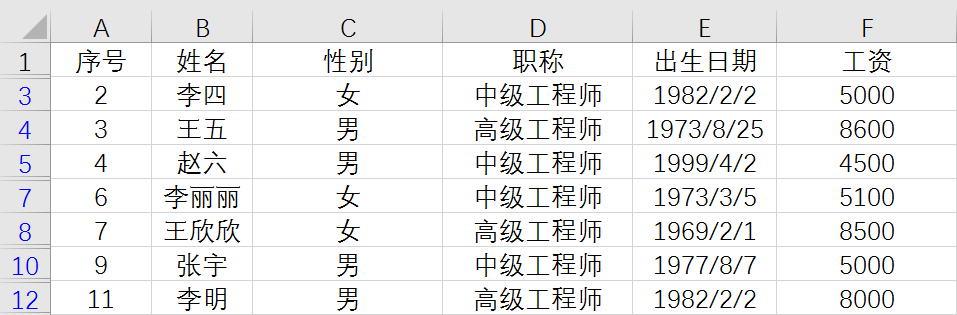 A B C D E F
1 序号 姓名 性别 职称 出生日期 工资
3 2 李四 女 中级工程师 1982/2/2 5000
4 3 王五 男 高级工程师 1973/8/25 8600
5 4 赵六 男 中级工程师 1999/4/2 4500
7 6 李丽丽 女 中级工程师 1973/3/5 5100
8 7 王欣欣 女 高级工程师 1969/2/1 8500
10 9 张宇 男 中级工程师 1977/8/7 5000
12 11 李明 男 高级工程师 1982/2/2 8000